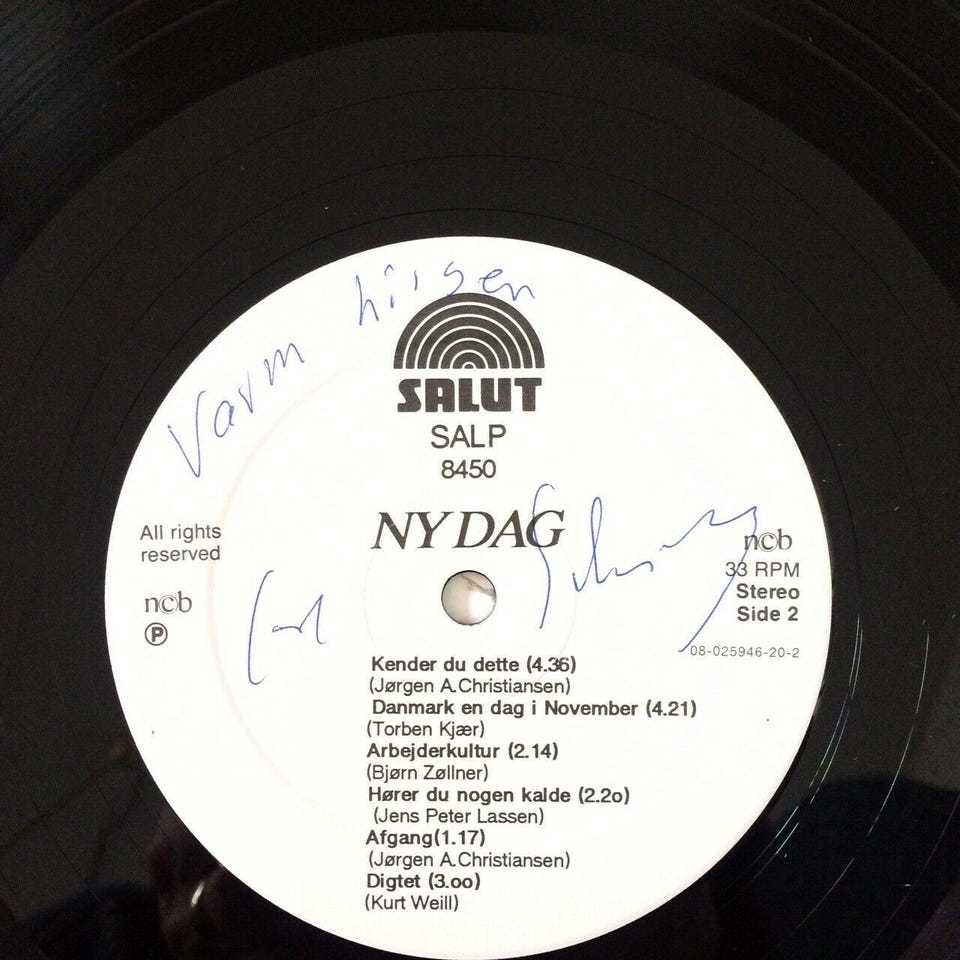 Varm hilsen
SALUT
SALP
8450
NY DAG
All rights
reserved
ncb
P
ncb
33 RPM
Stereo
Side 2
08-025946-20-2
Kender du dette (4.36)
(Jørgen A.Christiansen)
Danmark en dag i November (4.21)
(Torben Kjær)
Arbejderkultur (2.14)
(Bjørn Zøllner)
Hører du nogen kalde (2.2o)
(Jens Peter Lassen)
Afgang(1.17)
(Jørgen A.Christiansen)
Digtet (3.oo)
(Kurt Weill)